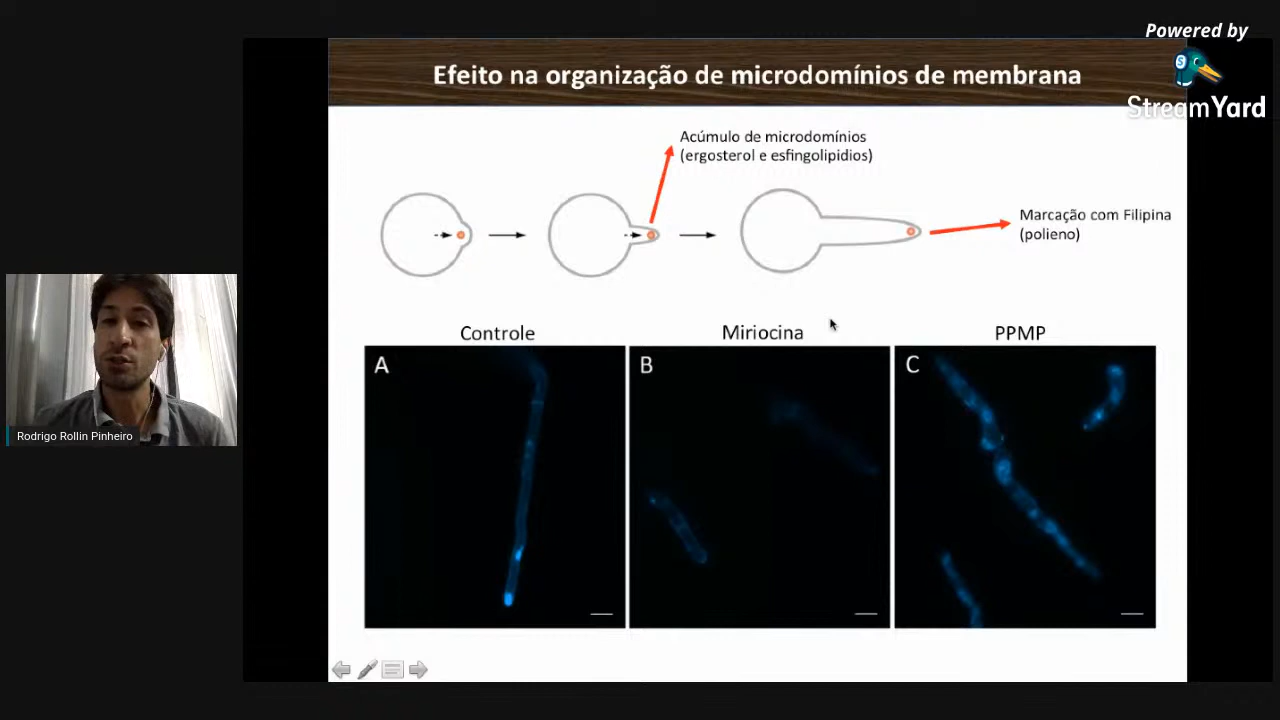 Powered by
StreamYard
Efeito na organização de microdomínios de membrana
Acúmulo de microdomínios
(ergosterol e esfingolipidios)
Marcação com Filipina
(polieno)
Controle
Miriocina
PPMP
A
B
C
Rodrigo Rollin Pinheiro